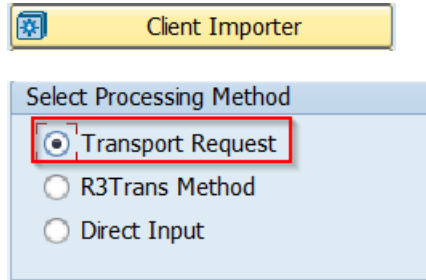 Client Importer
Select Processing Method
Transport Request
R3Trans Method
Direct Input